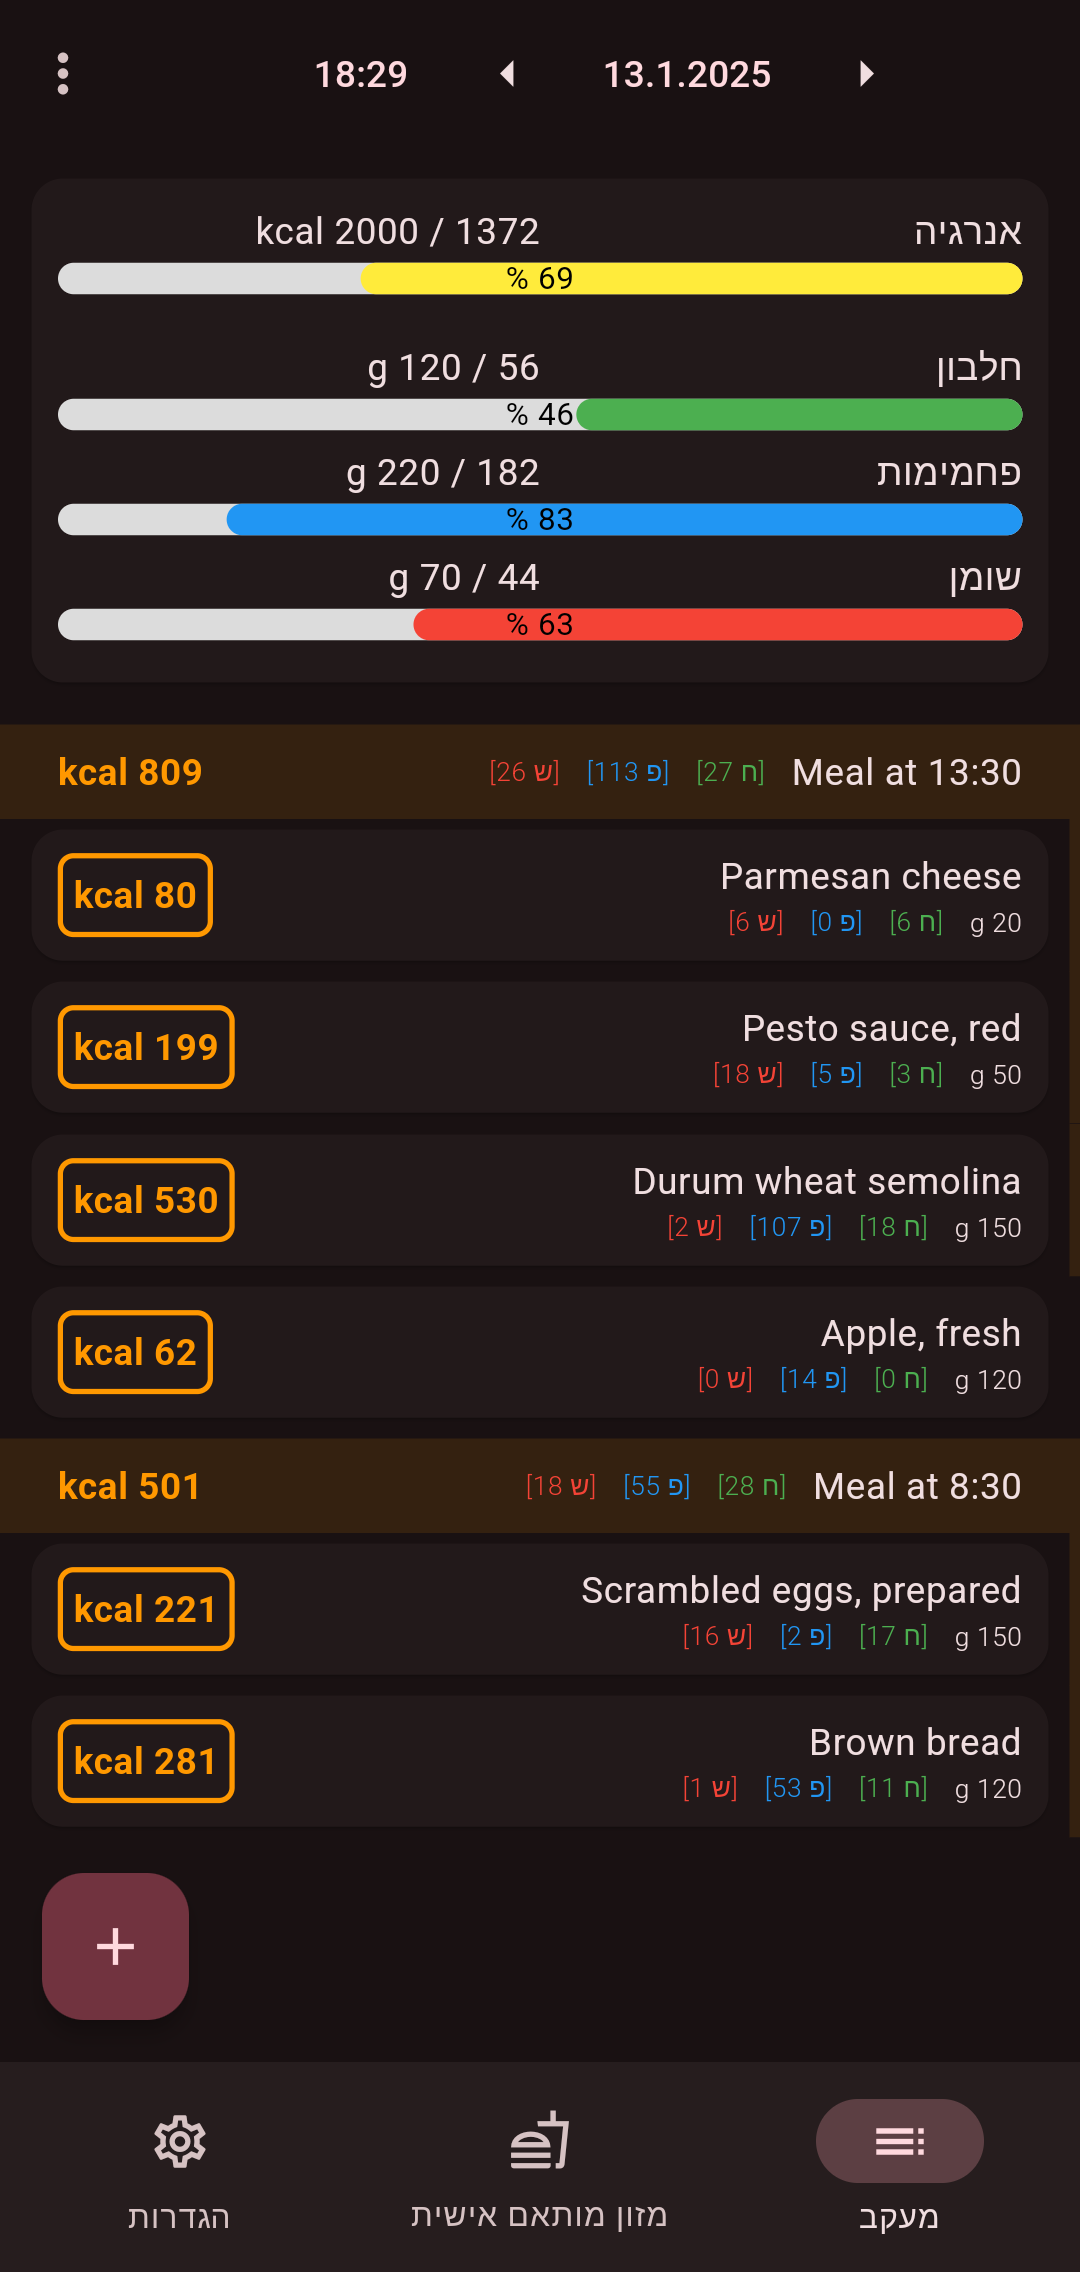 13.1.2025 18:29
אנרגיה
1372 / 2000 kcal
69 %
חלבון
56 / 120 g
46 %
פחמימות
182 / 220 g
83 %
שומן
44 / 70 g
63 %
Meal at 13:30 [ח 27] [פ 113] [ש 26] 809 kcal
Parmesan cheese
20 g [ח 6] [פ 0] [ש 6]
80 kcal
Pesto sauce, red
50 g [ח 3] [פ 5] [ש 18]
199 kcal
Durum wheat semolina
150 g [ח 18] [פ 107] [ש 2]
530 kcal
Apple, fresh
120 g [ח 0] [פ 14] [ש 0]
62 kcal
Meal at 8:30 [ח 28] [פ 55] [ש 18] 501 kcal
Scrambled eggs, prepared
150 g [ח 17] [פ 2] [ש 16]
221 kcal
Brown bread
120 g [ח 11] [פ 53] [ש 1]
281 kcal
מעקב
מזון מותאם אישית
הגדרות